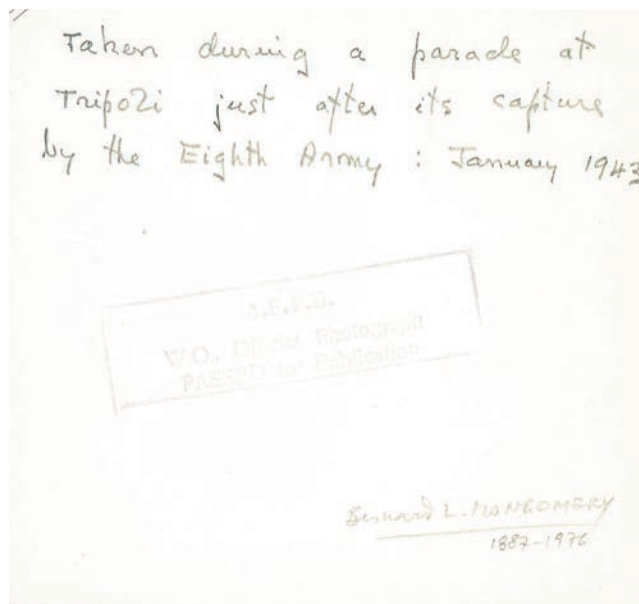 Taken during a parade at
Tripoli just after its capture
by the Eighth Army : January 1943
A.F.P.U.
W.O., Official Photograph
PASSED for Publication
Bernard L. MONGOMERY
1887-1976